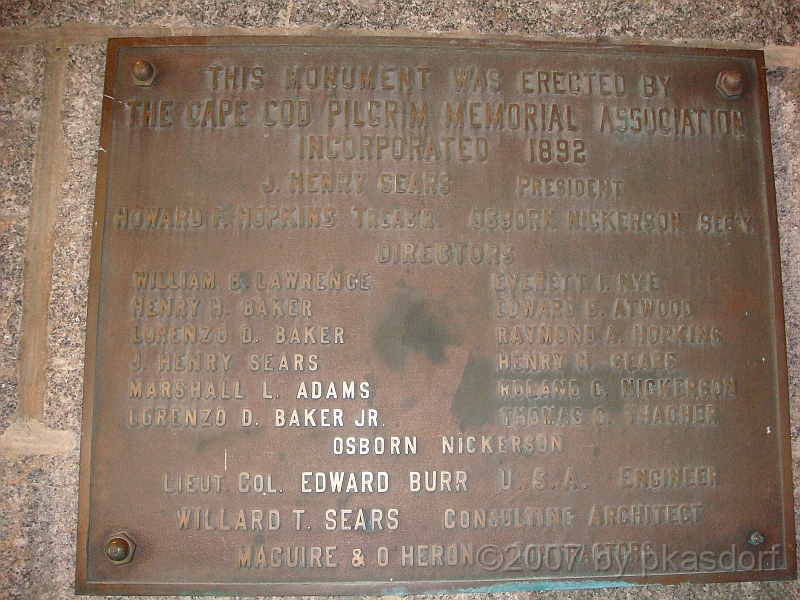 THIS MONUMENT WAS ERECTED BY
THE CAPE COD PILGRIM MEMORIAL ASSOCIATION
INCORPORATED 1892
J. HENRY SEARS PRESIDENT
HOWARD F. HOPKINS TREAS'R. OSBORN NICKERSON SEC'Y.
DIRECTORS
WILLIAM B. LAWRENCE EVERETT I. NYE
HENRY H. BAKER EDWARD E. ATWOOD
LORENZO D. BAKER RAYMOND A. HOPKINS
J. HENRY SEARS HENRY H. SEARS
MARSHALL L. ADAMS ROLAND C. NICKERSON
LORENZO D. BAKER JR. THOMAS C. THACHER
OSBORN NICKERSON
LIEUT. COL. EDWARD BURR U.S.A. ENGINEER
WILLARD T. SEARS CONSULTING ARCHITECT
MAGUIRE & O'HERON CONTRACTORS
©2007 by pkasdorf